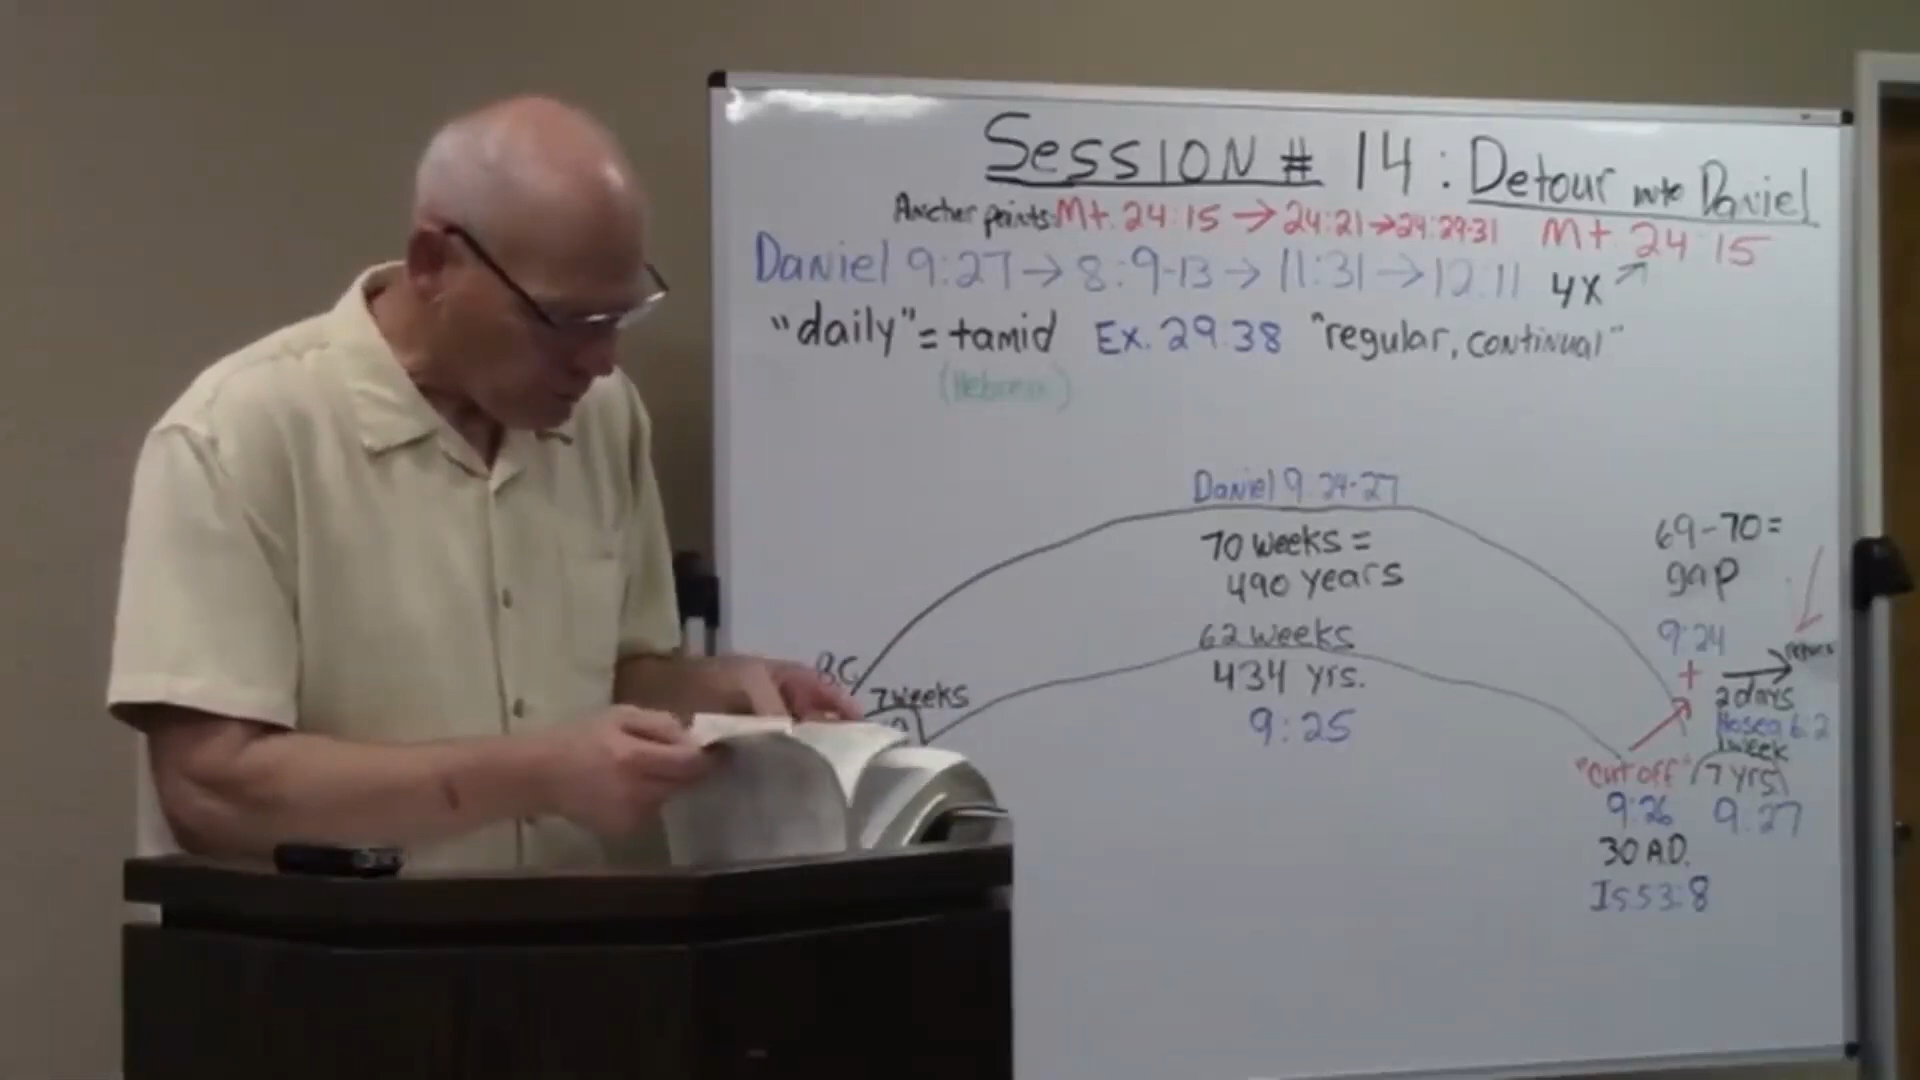 Session # 14 : Detour into Daniel
Anchor points: Mt. 24:15 → 24:21 → 24:29-31
Mt 24:15
Daniel 9:27 → 8:9-13 → 11:31 → 12:11
4x
"daily" = tamid Ex. 29:38 "regular, continual"
(Hebrew)
Daniel 9:24-27
70 weeks =
490 years
62 weeks
434 yrs.
9:25
BC
7 weeks
69-70 =
gap
9:24
return
2 days
Hosea 6:2
1 week
"cut off" 7 yrs.
9:26 9:27
30 A.D.
Is 53:8